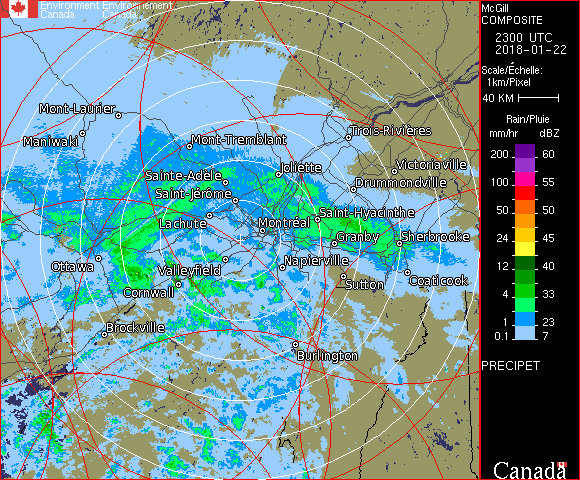 Environment Environnement
Canada Canada
McGill
COMPOSITE
2300 UTC
2018-01-22
Scale/Échelle:
1km/Pixel
40 KM
Rain/Pluie
mm/hr dBZ
200 60
100 55
50 50
24 45
12 40
4 33
1 23
0.1 7
PRECIPET
Canada
Mont-Laurier
Maniwaki
Mont-Tremblant
Trois-Rivières
Sainte-Adèle
Joliette
Victoriaville
Saint-Jérôme
Drummondville
Lachute
Montréal
Saint-Hyacinthe
Granby
Sherbrooke
Ottawa
Valleyfield
Napierville
Cornwall
Sutton
Coaticook
Brockville
Burlington